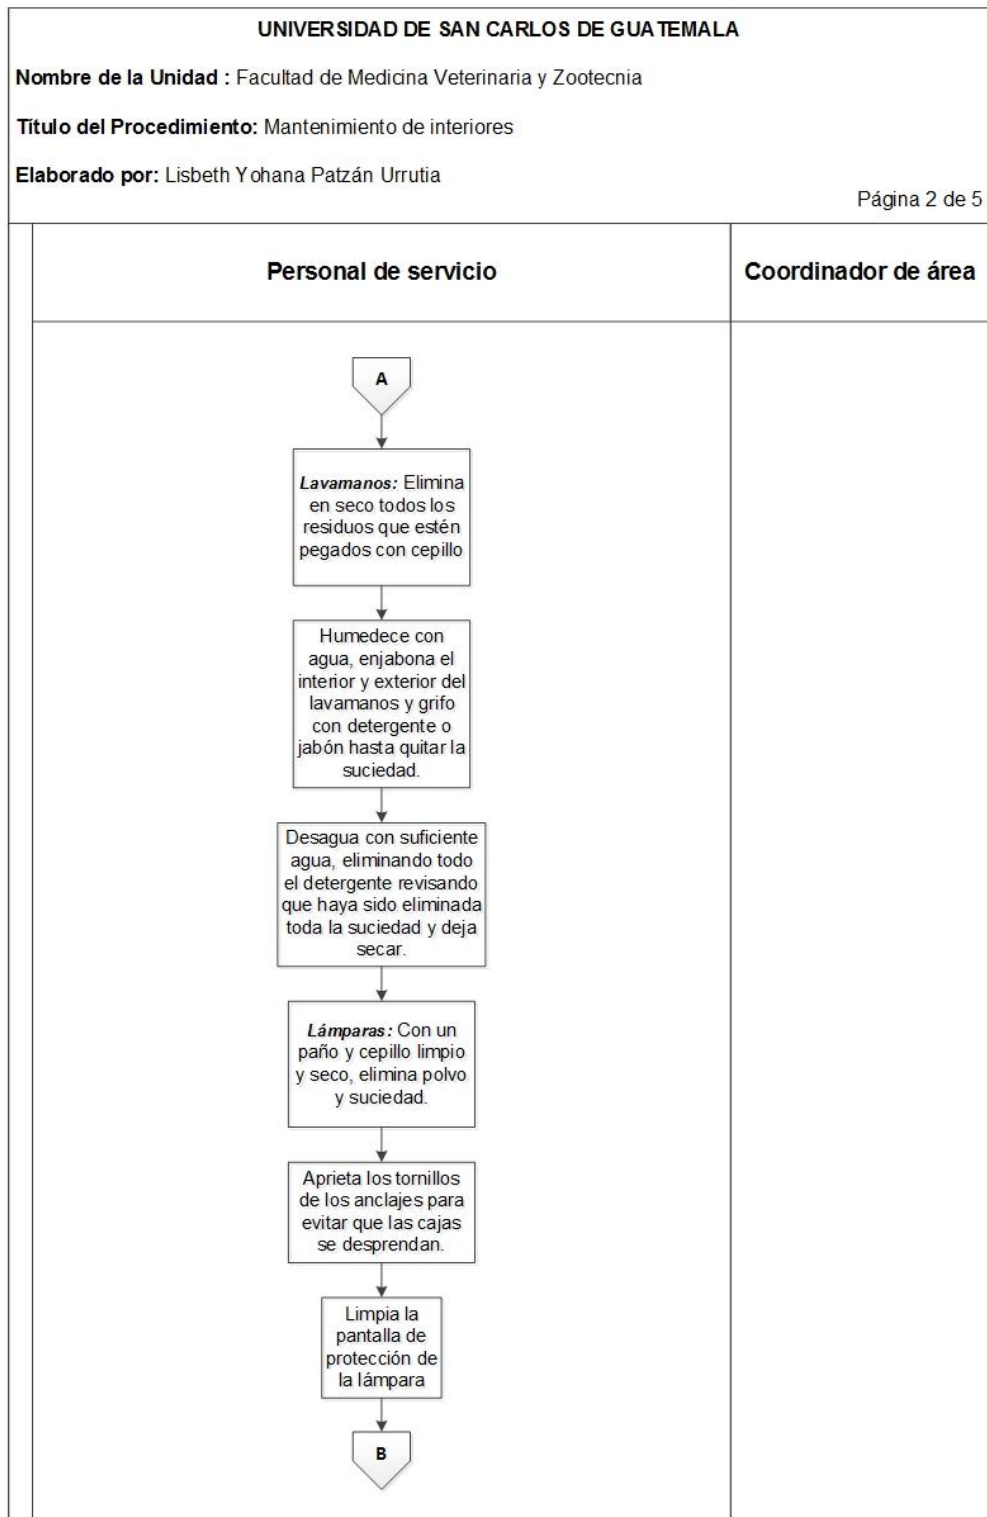 UNIVERSIDAD DE SAN CARLOS DE GUATEMALA
Nombre de la Unidad : Facultad de Medicina Veterinaria y Zootecnia
Título del Procedimiento: Mantenimiento de interiores
Elaborado por: Lisbeth Yohana Patzán Urrutia
Página 2 de 5
Personal de servicio
Coordinador de área
A
Lavamanos: Elimina
en seco todos los
residuos que estén
pegados con cepillo
Humedece con
agua, enjabona el
interior y exterior del
lavamanos y grifo
con detergente o
jabón hasta quitar la
suciedad.
Desagua con suficiente
agua, eliminando todo
el detergente revisando
que haya sido eliminada
toda la suciedad y deja
secar.
Lámparas: Con un
paño y cepillo limpio
y seco, elimina polvo
y suciedad.
Aprieta los tornillos
de los anclajes para
evitar que las cajas
se desprendan.
Limpia la
pantalla de
protección de
la lámpara
B